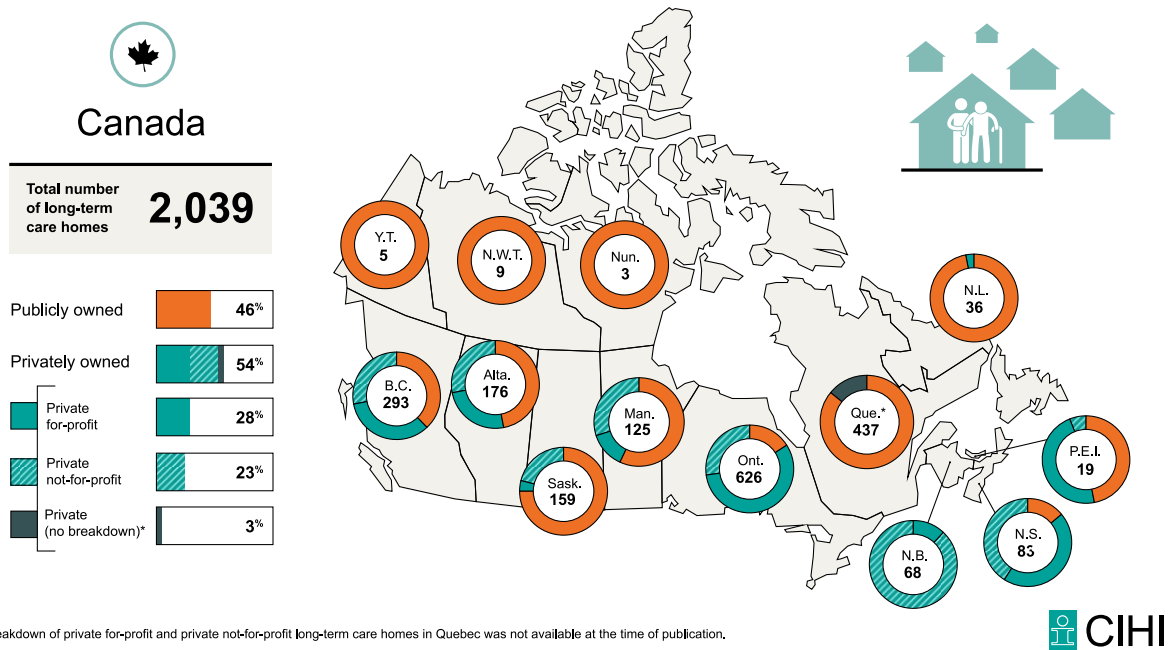 Canada
Total number
of long-term
care homes
2,039
Publicly owned
46%
Privately owned
54%
Private
for-profit
28%
Private
not-for-profit
23%
Private
(no breakdown)*
3%
Y.T.
5
N.W.T.
9
Nun.
3
N.L.
36
B.C.
293
Alta.
176
Man.
125
Que.*
437
Sask.
159
Ont.
626
P.E.I.
19
N.B.
68
N.S.
83
of private for-profit and private not-for-profit long-term care homes in Quebec was not available at the time of publication.
CIHI